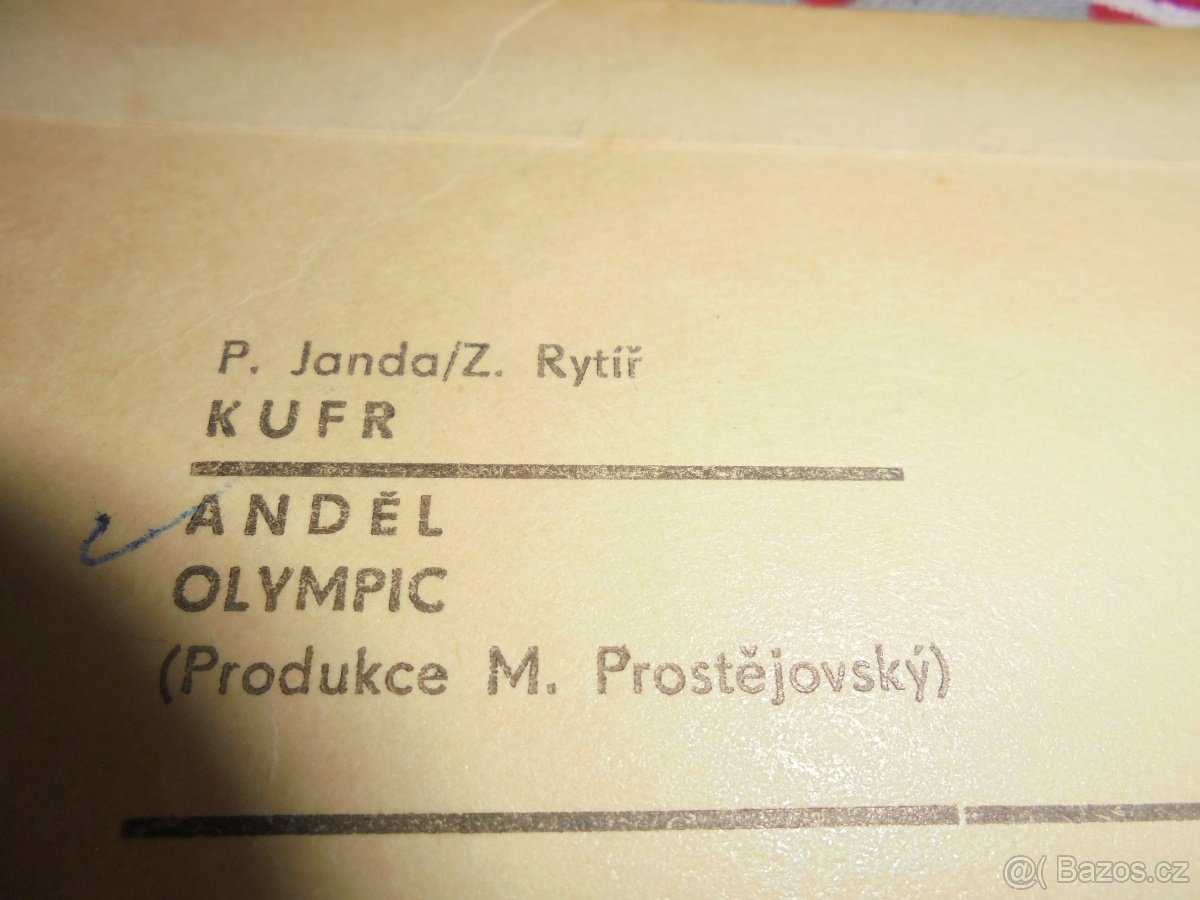 P. Janda/Z. Rytíř
KUFR
ANDĚL
OLYMPIC
(Produkce M. Prostějovský)
@( Bazos.cz